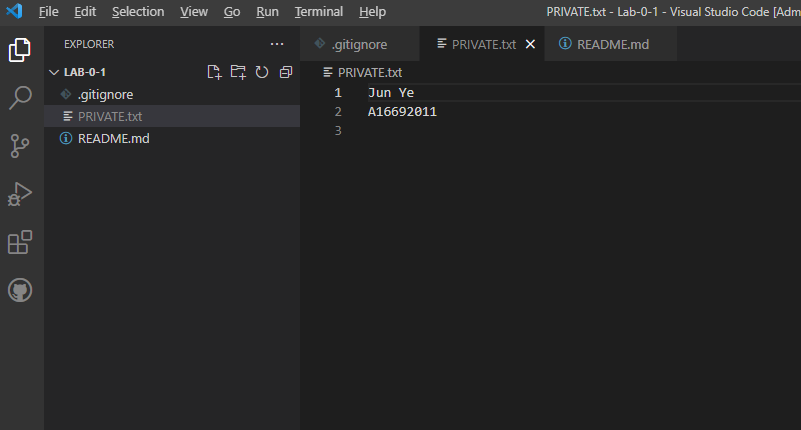 File Edit Selection View Go Run Terminal Help PRIVATE.txt - Lab-0-1 - Visual Studio Code [Adm
EXPLORER
.gitignore PRIVATE.txt README.md
LAB-0-1
PRIVATE.txt
.gitignore
PRIVATE.txt
README.md
1 Jun Ye
2 A16692011
3